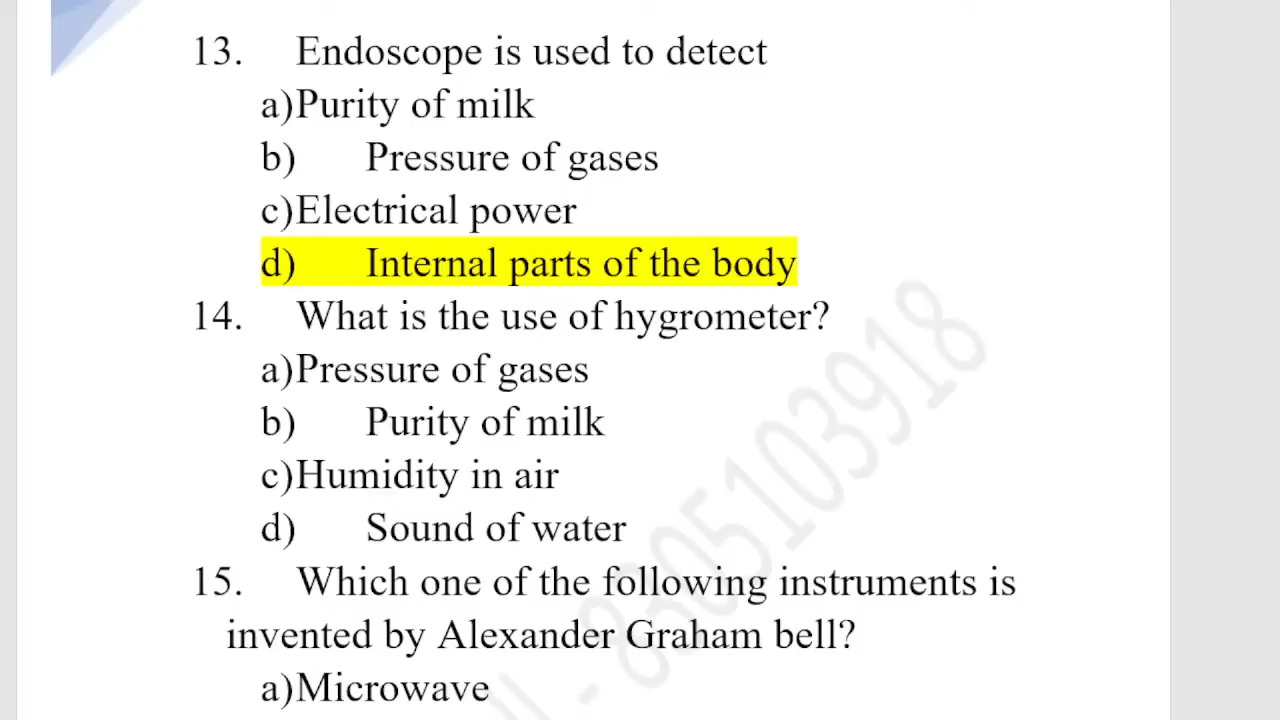 13. Endoscope is used to detect
a)Purity of milk
b) Pressure of gases
c)Electrical power
d) Internal parts of the body
14. What is the use of hygrometer?
a)Pressure of gases
b) Purity of milk
c)Humidity in air
d) Sound of water
15. Which one of the following instruments is
invented by Alexander Graham bell?
a)Microwave
- 8305103918